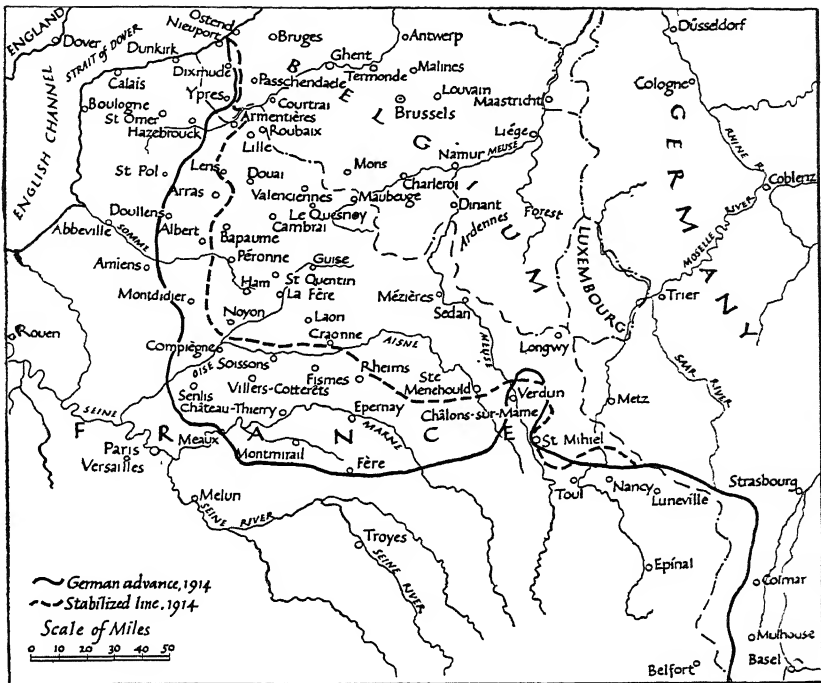 ENGLAND
Dover
STRAIT of DOVER
Ostend
Nieuport
Bruges
Antwerp
Düsseldorf
Dunkirk
Calais
Dixmude
Ghent
Termonde
Malines
Passchendaele
Ypres
Courtrai
Louvain
Brussels
Maastricht
Cologne
BELGIUM
GERMANY
ENGLISH CHANNEL
Boulogne
St Omer
Hazebrouck
Armentières
Roubaix
Lille
Liége
RHINE R
Coblenz
St Pol
Lens
Douai
Mons
Namur
MEUSE
Charleroi
Arras
Valenciennes
Maubeuge
Dinant
Ardennes
Forest
LUXEMBOURG
MOSELLE RIVER
Doullens
Le Quesnoy
Abbeville
SOMME
Albert
Bapaume
Cambrai
Amiens
Péronne
Guise
Ham
St Quentin
Montdidier
La Fère
Mézières
Sedan
Trier
Rouen
Noyon
Laon
Craonne
AISNE
MEUSE
Longwy
SAAR RIVER
Compiègne
OISE
Soissons
Fismes
Rheims
Ste Menehould
Verdun
Metz
Senlis
Villers-Cotterêts
Château-Thierry
Epernay
Châlons-sur-Marne
SEINE
FRANCE
MARNE
Paris
Versailles
Meaux
Montmirail
Fère
St. Mihiel
Toul
Nancy
Luneville
Strasbourg
Melun
SEINE RIVER
Troyes
SEINE RIVER
Epinal
Colmar
Mulhouse
Belfort
Basel
German advance, 1914
Stabilized line, 1914
Scale of Miles
0 10 20 30 40 50